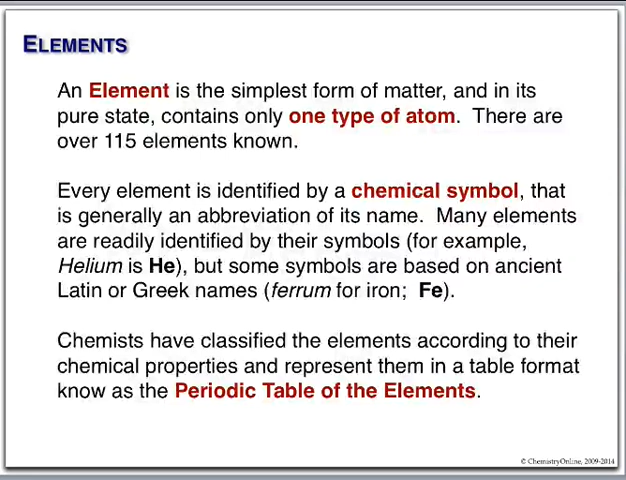 ELEMENTS
An Element is the simplest form of matter, and in its
pure state, contains only one type of atom. There are
over 115 elements known.
Every element is identified by a chemical symbol, that
is generally an abbreviation of its name. Many elements
are readily identified by their symbols (for example,
Helium is He), but some symbols are based on ancient
Latin or Greek names (ferrum for iron; Fe).
Chemists have classified the elements according to their
chemical properties and represent them in a table format
know as the Periodic Table of the Elements.
© ChemistryOnline, 2009-2014